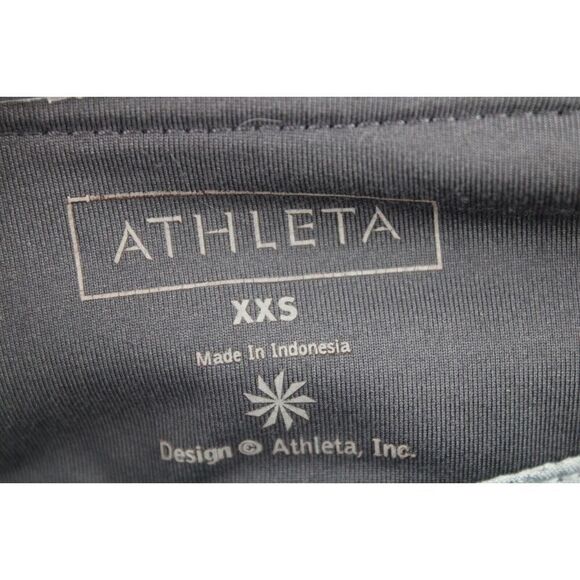 ATHLETA
XXS
Made In Indonesia
Design © Athleta, Inc.